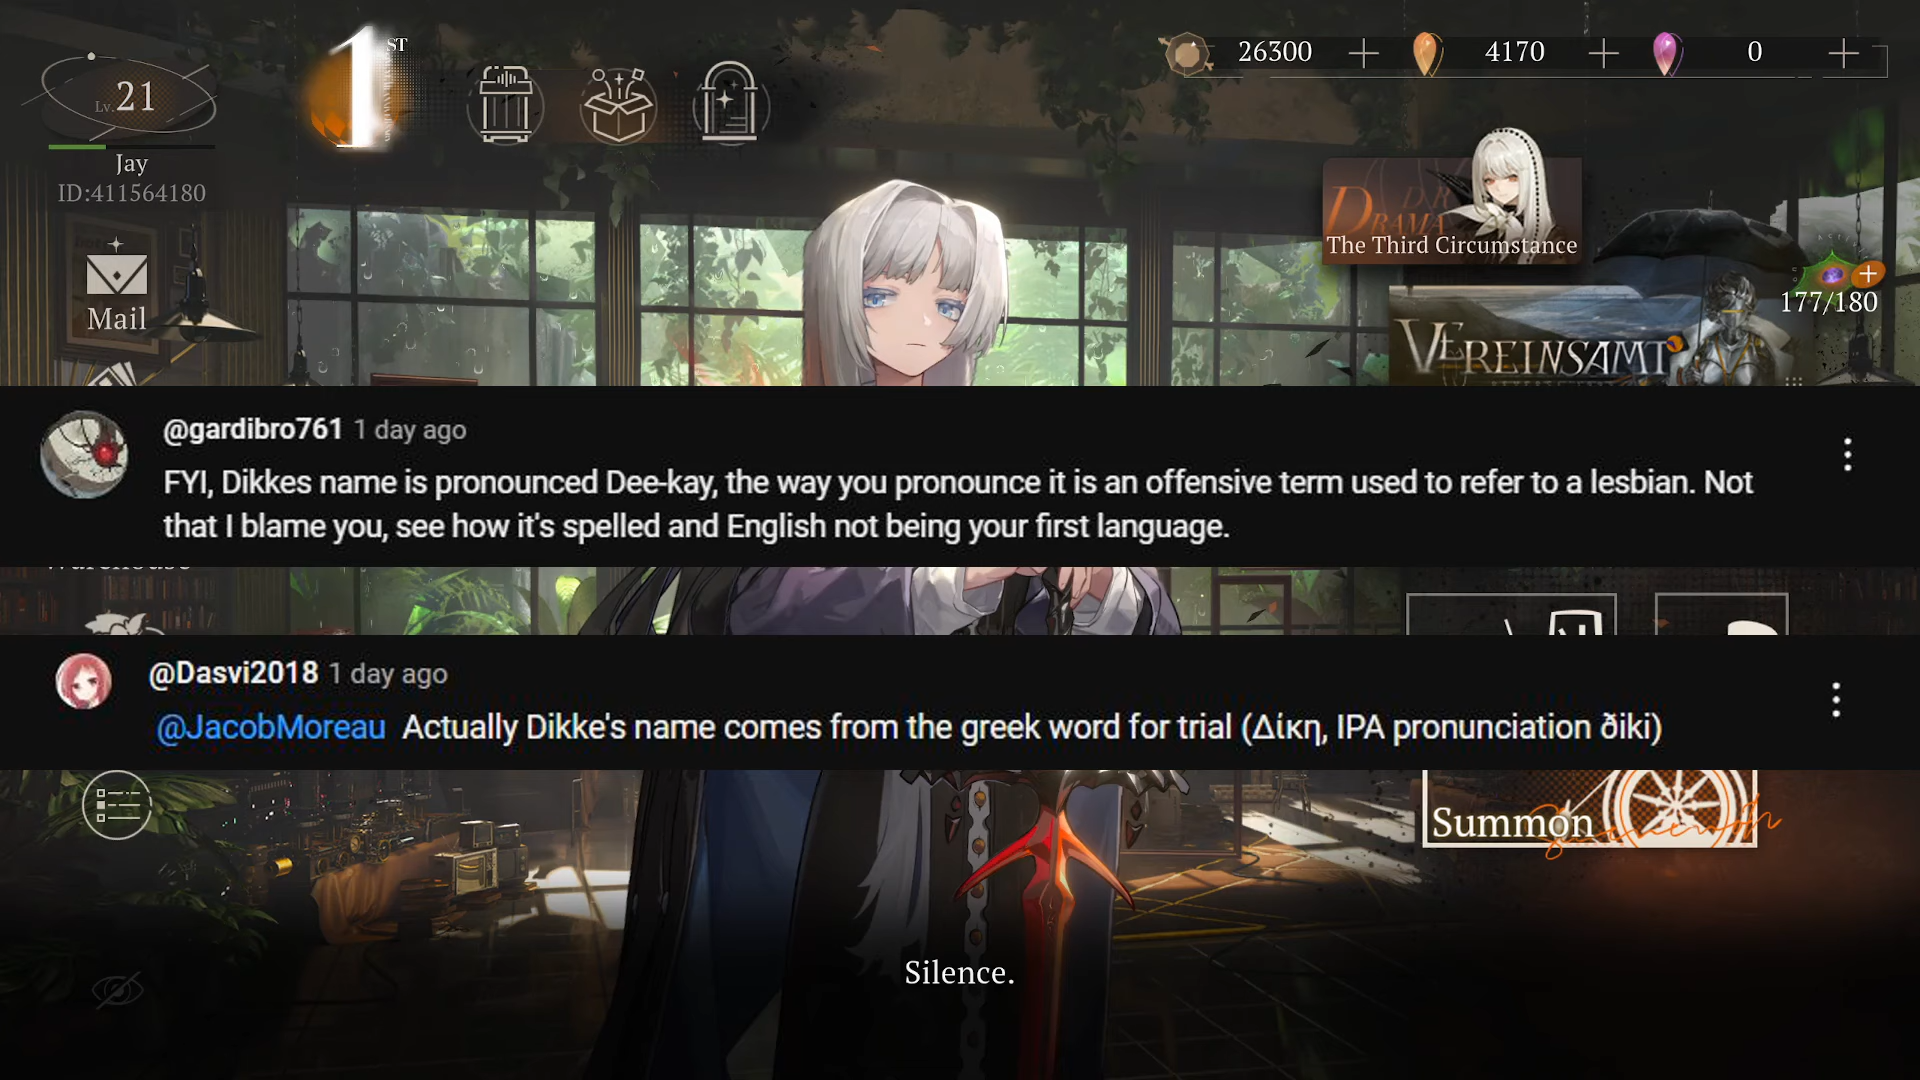 1ST
26300
4170
0
Lv.21
Jay
ID:411564180
DRAMA
The Third Circumstance
177/180
Mail
VEREINSAMT
@gardibro761 1 day ago
FYI, Dikkes name is pronounced Dee-kay, the way you pronounce it is an offensive term used to refer to a lesbian. Not
that I blame you, see how it's spelled and English not being your first language.
@Dasvi2018 1 day ago
@JacobMoreau Actually Dikke's name comes from the greek word for trial (Δίκη, IPA pronunciation ðiki)
Summon
Silence.